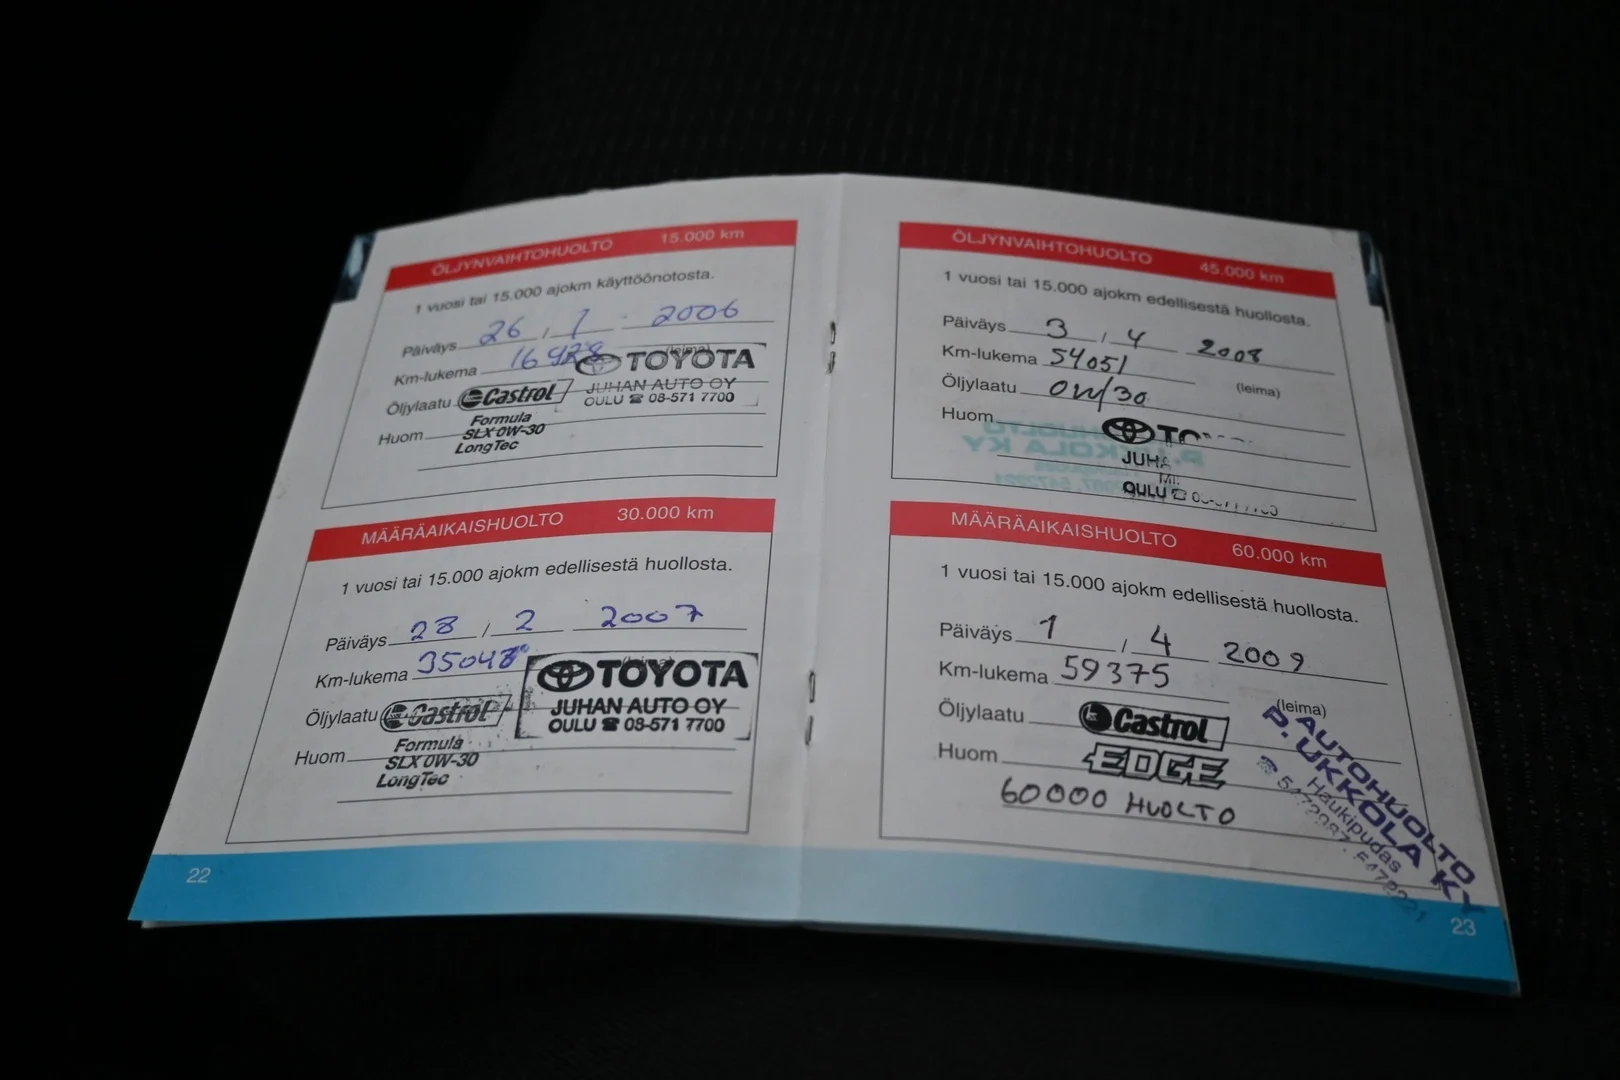 ÖLJYNVAIHTOHUOLTO 15.000 km
1 vuosi tai 15.000 ajokm käyttöönotosta.
Päiväys 26 / 7 2006
Km-lukema 16928
(leima)
TOYOTA
JUHAN AUTO OY
OULU ☎ 08-571 7700
Öljylaatu Castrol
Formula
Huom SLX 0W-30
LongTec
MÄÄRÄAIKAISHUOLTO 30.000 km
1 vuosi tai 15.000 ajokm edellisestä huollosta.
Päiväys 28 / 2 2007
Km-lukema 35048
TOYOTA
JUHAN AUTO OY
OULU ☎ 08-571 7700
Öljylaatu Castrol
Formula
Huom SLX 0W-30
LongTec
22
ÖLJYNVAIHTOHUOLTO 45.000 km
1 vuosi tai 15.000 ajokm edellisestä huollosta.
Päiväys 3 / 4 2008
Km-lukema 54051
Öljylaatu 0W/30 (leima)
Huom
OULU ☎
MÄÄRÄAIKAISHUOLTO 60.000 km
1 vuosi tai 15.000 ajokm edellisestä huollosta.
Päiväys 1 / 4 2009
Km-lukema 59375
Öljylaatu Castrol (leima)
Huom EDGE
60000 HUOLTO
AUTOHUOLTO
P. UKKOLA KY
Haukipudas
23